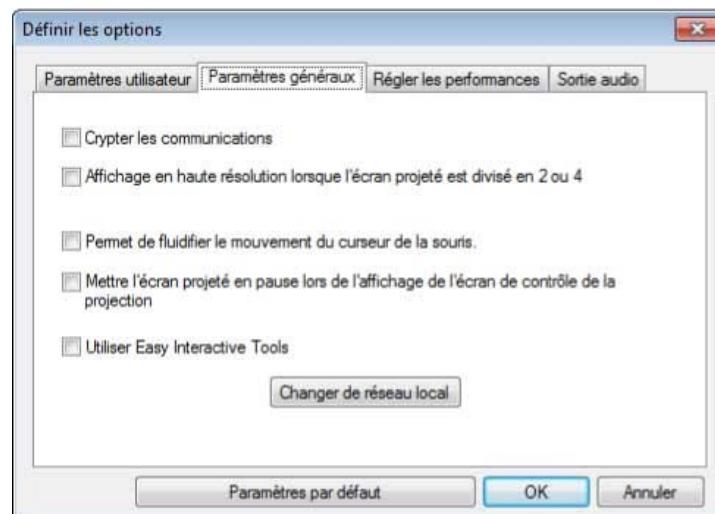 Définir les options
Paramètres utilisateur Paramètres généraux Régler les performances Sortie audio
Crypter les communications
Affichage en haute résolution lorsque l'écran projeté est divisé en 2 ou 4
Permet de fluidifier le mouvement du curseur de la souris.
Mettre l'écran projeté en pause lors de l'affichage de l'écran de contrôle de la
projection
Utiliser Easy Interactive Tools
Changer de réseau local
Paramètres par défaut OK Annuler